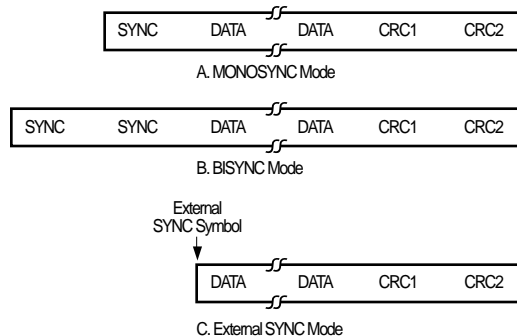 SYNC DATA DATA CRC1 CRC2
A. MONOSYNC Mode
SYNC SYNC DATA DATA CRC1 CRC2
B. BISYNC Mode
External
SYNC Symbol
DATA DATA CRC1 CRC2
C. External SYNC Mode